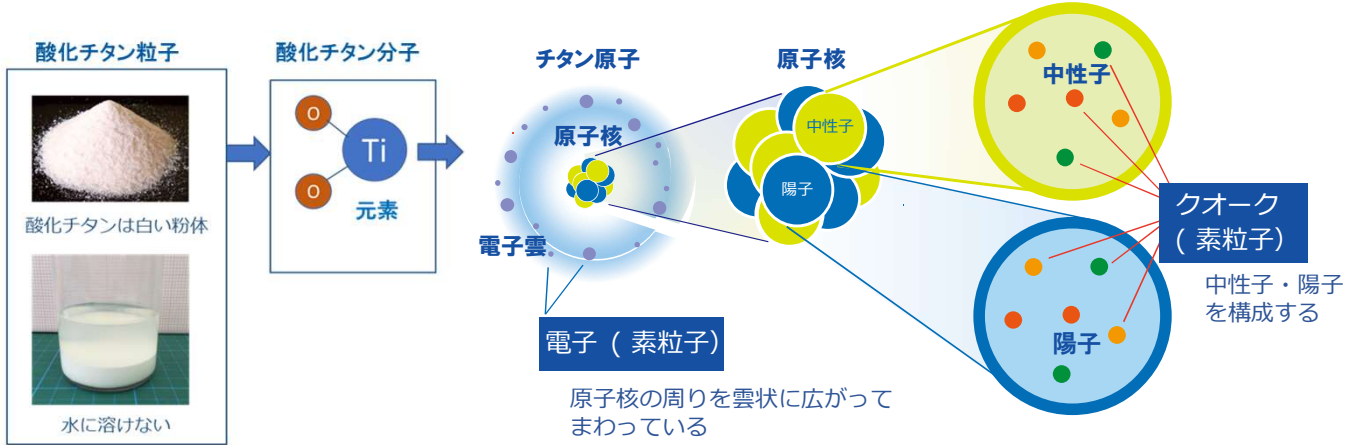 酸化チタン粒子
酸化チタンは白い粉体
水に溶けない
酸化チタン分子
O
Ti
O
元素
チタン原子
原子核
電子雲
電子 ( 素粒子）
原子核の周りを雲状に広がって
まわっている
原子核
中性子
陽子
中性子
陽子
クオーク
( 素粒子）
中性子・陽子
を構成する